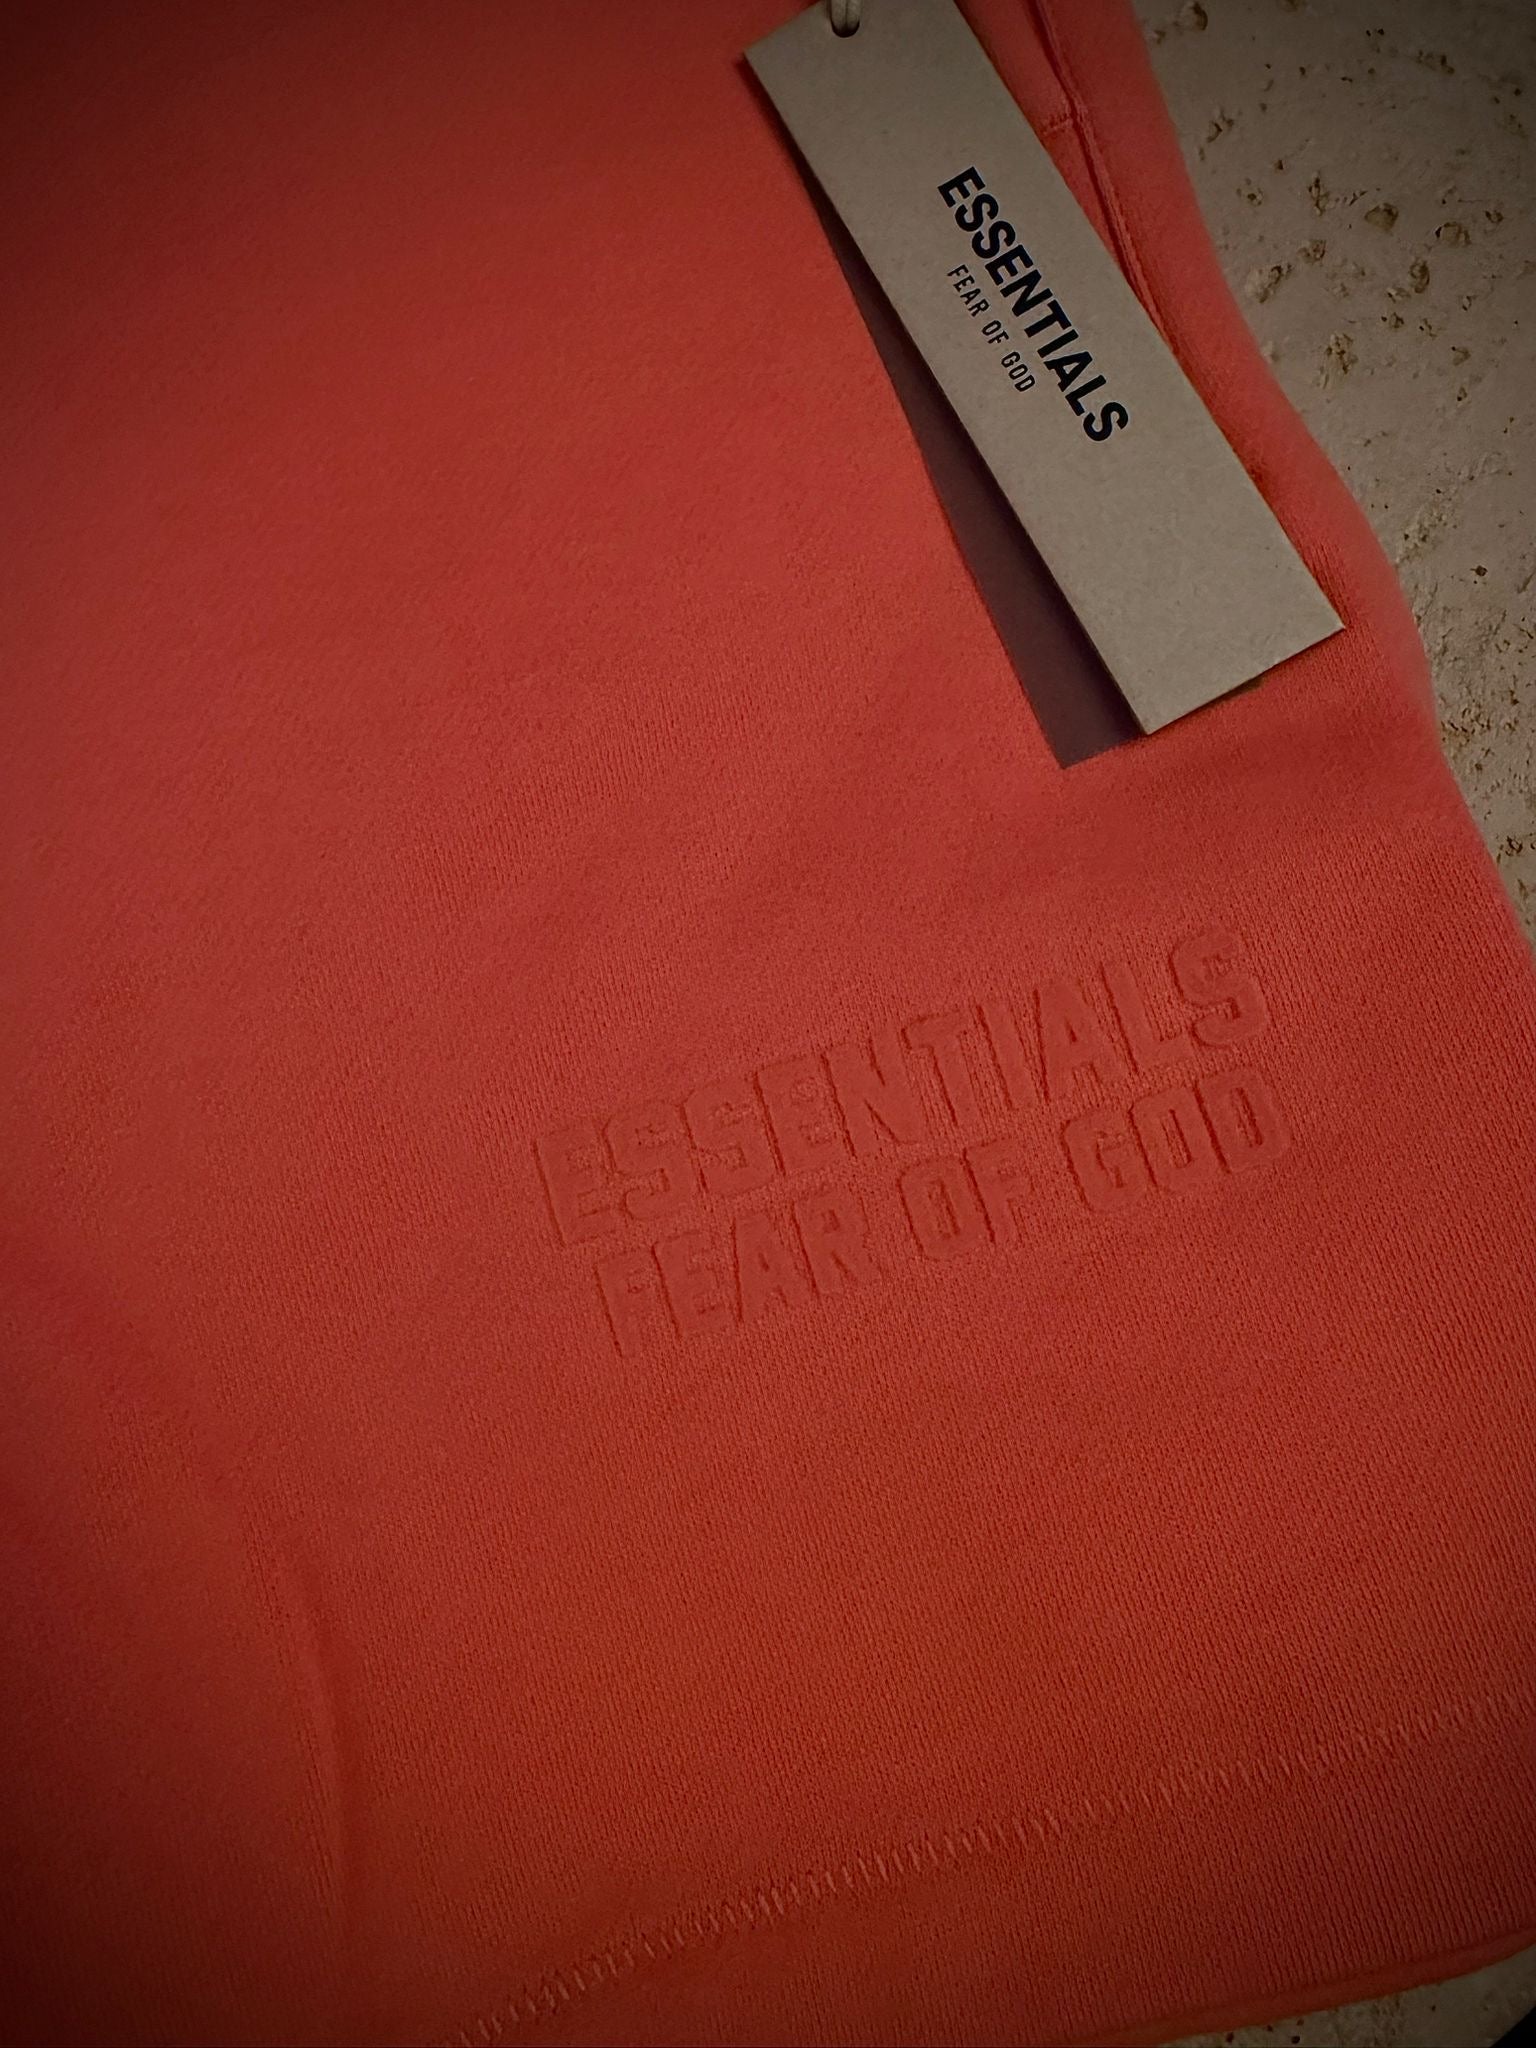 ESSENTIALS
FEAR OF GOD
ESSENTIALS
FEAR OF GOD